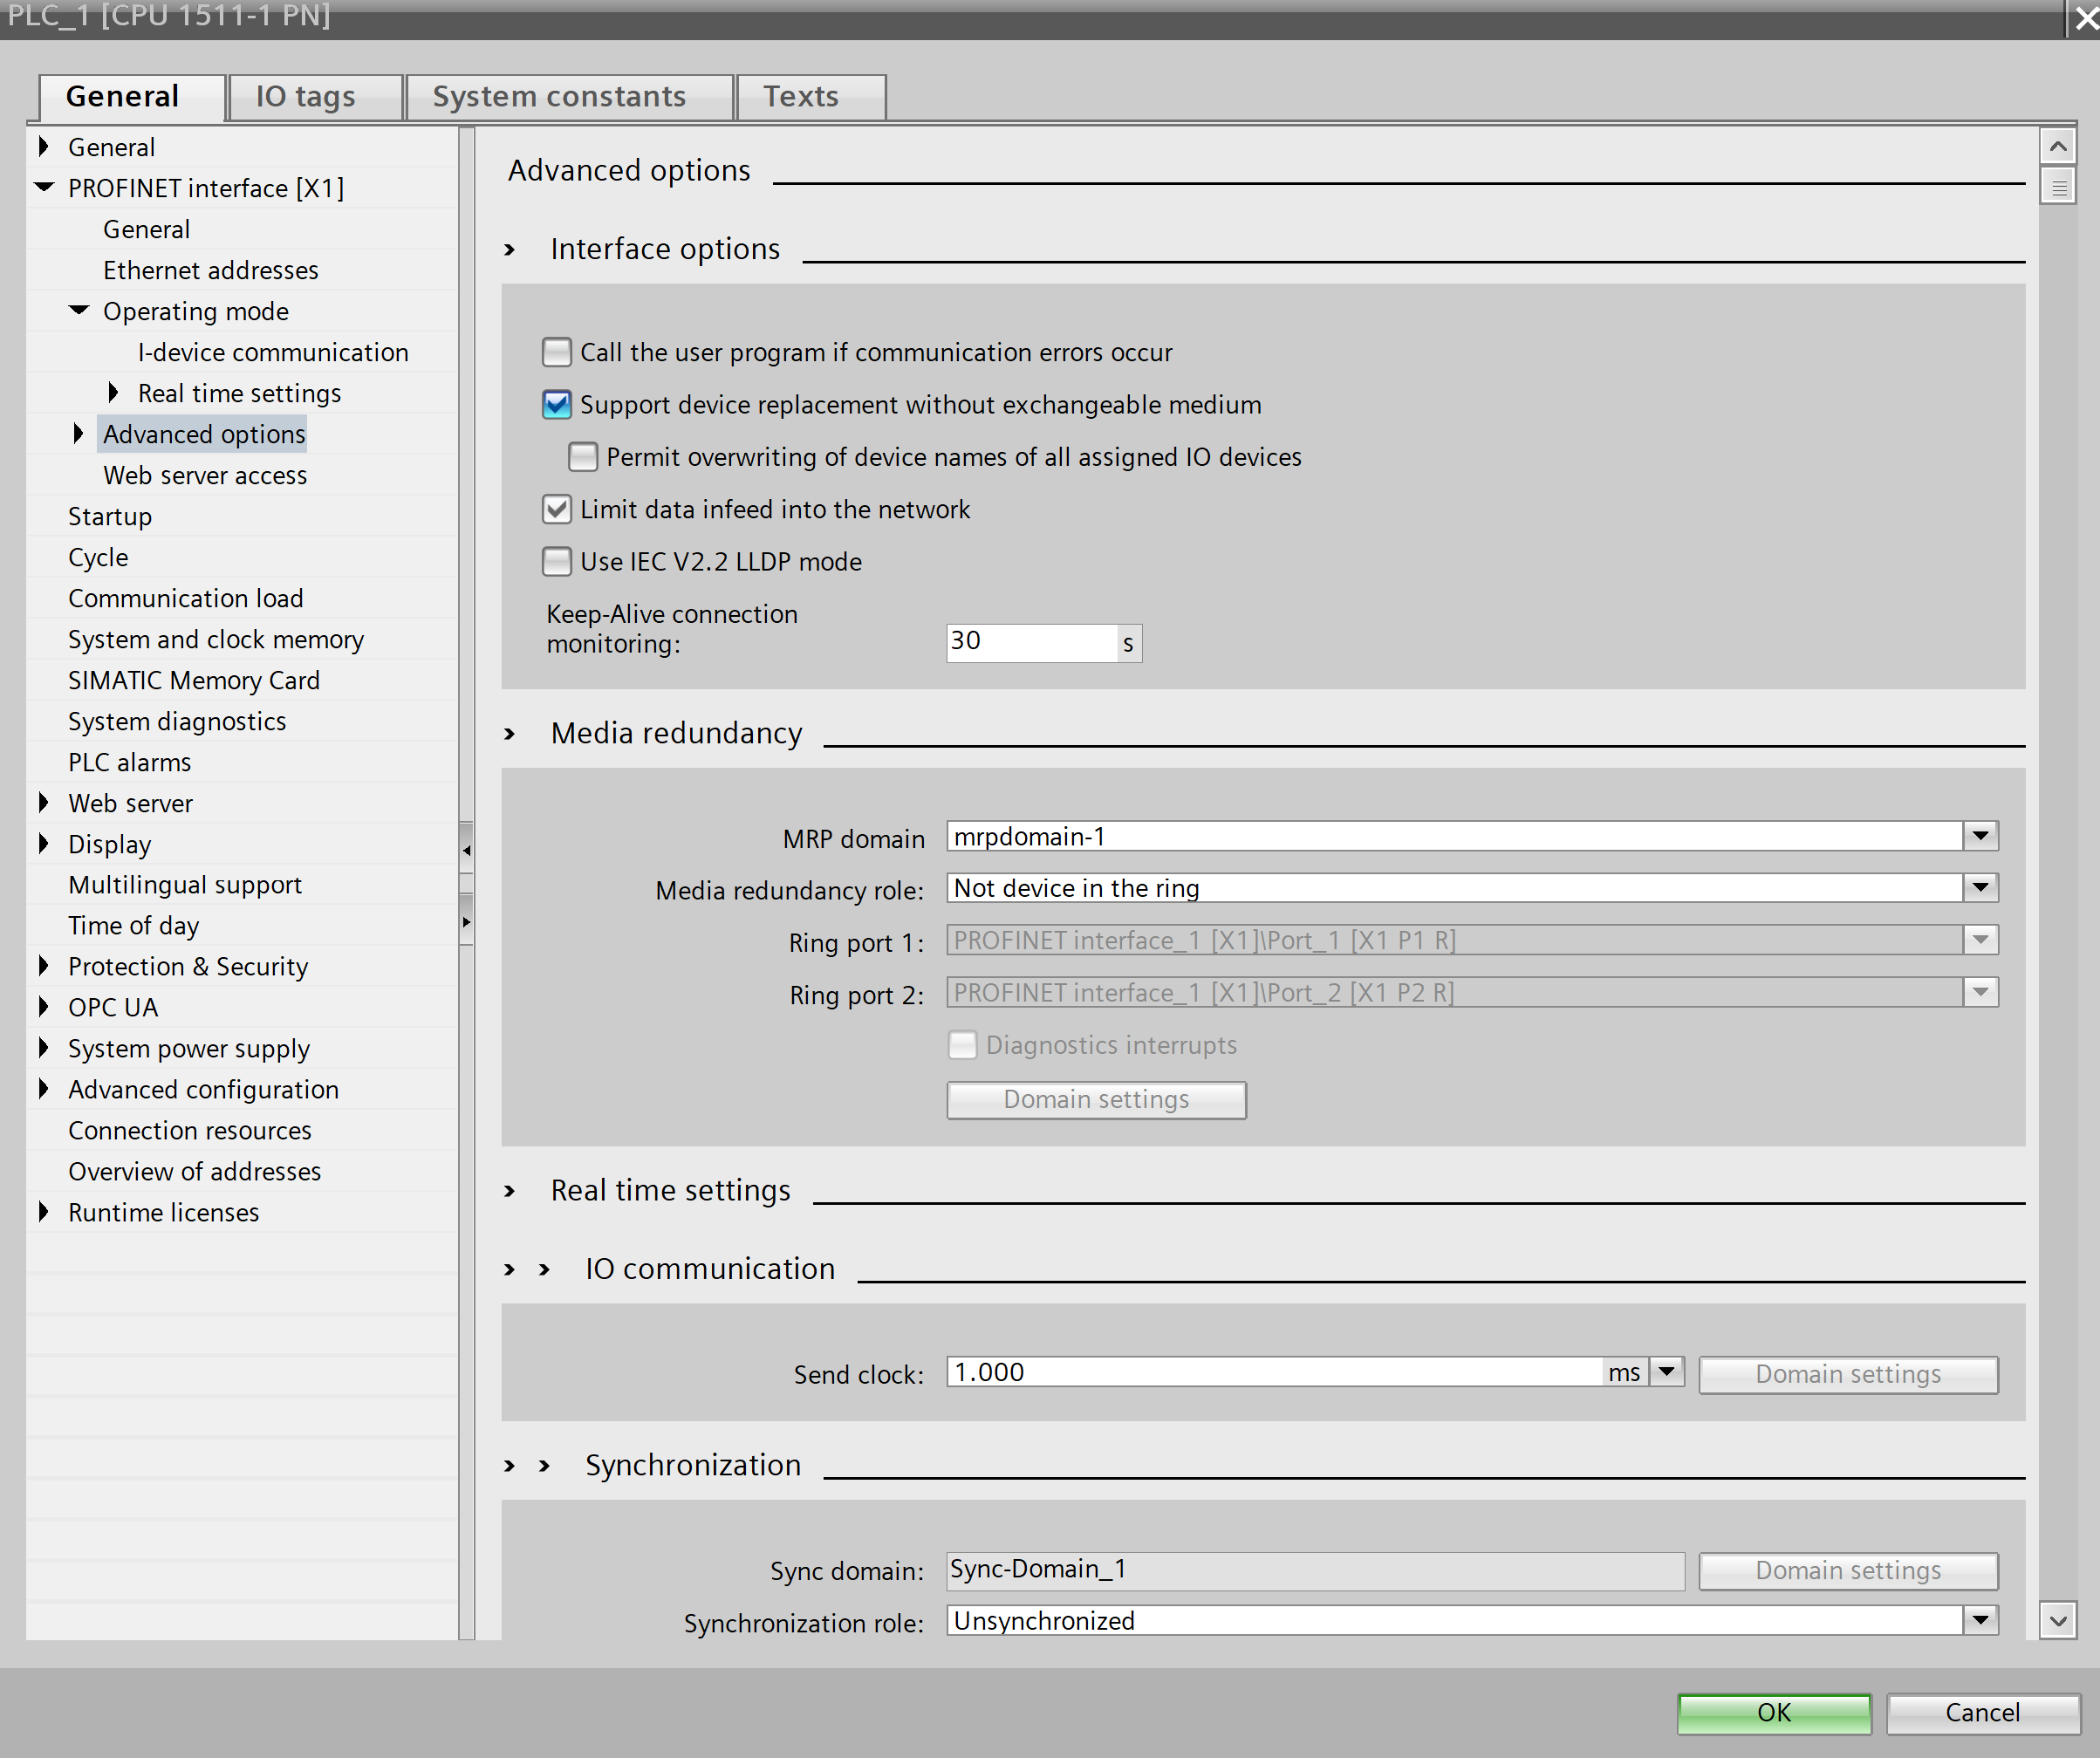 PLC_1 [CPU 1511-1 PN]
General
IO tags
System constants
Texts
General
PROFINET interface [X1]
General
Ethernet addresses
Operating mode
I-device communication
Real time settings
Advanced options
Web server access
Startup
Cycle
Communication load
System and clock memory
SIMATIC Memory Card
System diagnostics
PLC alarms
Web server
Display
Multilingual support
Time of day
Protection & Security
OPC UA
System power supply
Advanced configuration
Connection resources
Overview of addresses
Runtime licenses
Advanced options
Interface options
Call the user program if communication errors occur
Support device replacement without exchangeable medium
Permit overwriting of device names of all assigned IO devices
Limit data infeed into the network
Use IEC V2.2 LLDP mode
Keep-Alive connection
monitoring:
30 s
Media redundancy
MRP domain mrpdomain-1
Media redundancy role: Not device in the ring
Ring port 1: PROFINET interface_1 [X1]\Port_1 [X1 P1 R]
Ring port 2: PROFINET interface_1 [X1]\Port_2 [X1 P2 R]
Diagnostics interrupts
Domain settings
Real time settings
IO communication
Send clock: 1.000 ms Domain settings
Synchronization
Sync domain: Sync-Domain_1 Domain settings
Synchronization role: Unsynchronized
OK
Cancel